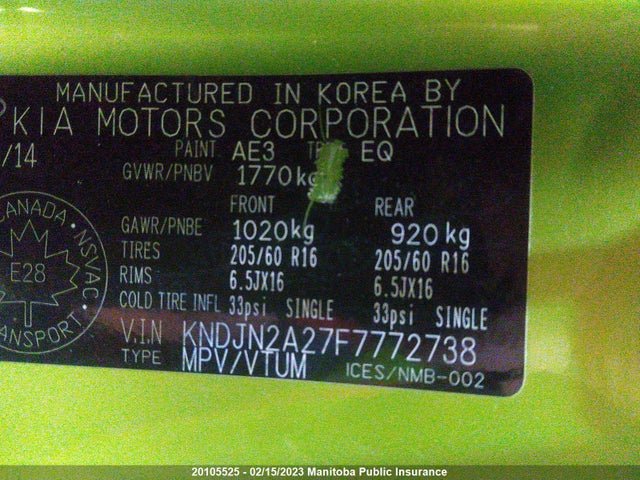 MANUFACTURED IN KOREA BY
KIA MOTORS CORPORATION
/14
PAINT AE3 EQ
GVWR/PNBV 1770kg
FRONT REAR
GAWR/PNBE 1020kg 920kg
TIRES 205/60 R16 205/60 R16
RIMS 6.5JX16 6.5JX16
COLD TIRE INFL 33psi SINGLE 33psi SINGLE
V.I.N KNDJN2A27F7772738
TYPE MPV/VTUM ICES/NMB-002
CANADA · NSVAC ·
E28
TRANSPORT ·
20105525 - 02/15/2023 Manitoba Public Insurance